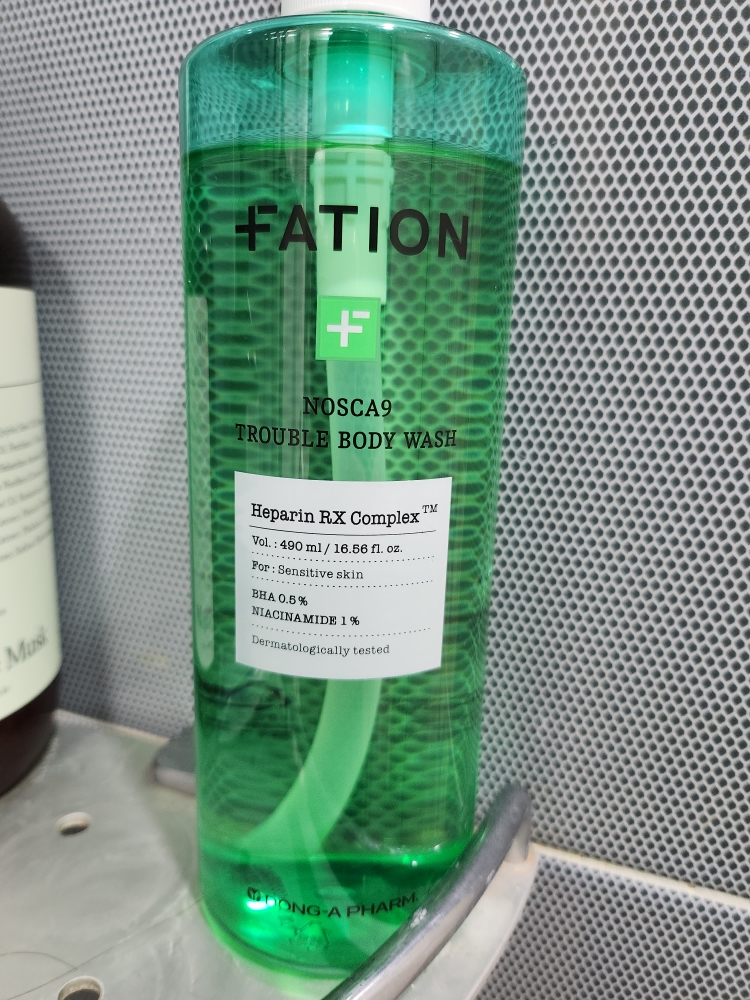 FATION
NOSCA9
TROUBLE BODY WASH
Heparin RX Complex™
Vol. : 490 ml / 16.56 fl. oz.
For : Sensitive skin
BHA 0.5%
NIACINAMIDE 1%
Dermatologically tested
DONG-A PHARM.
Musk